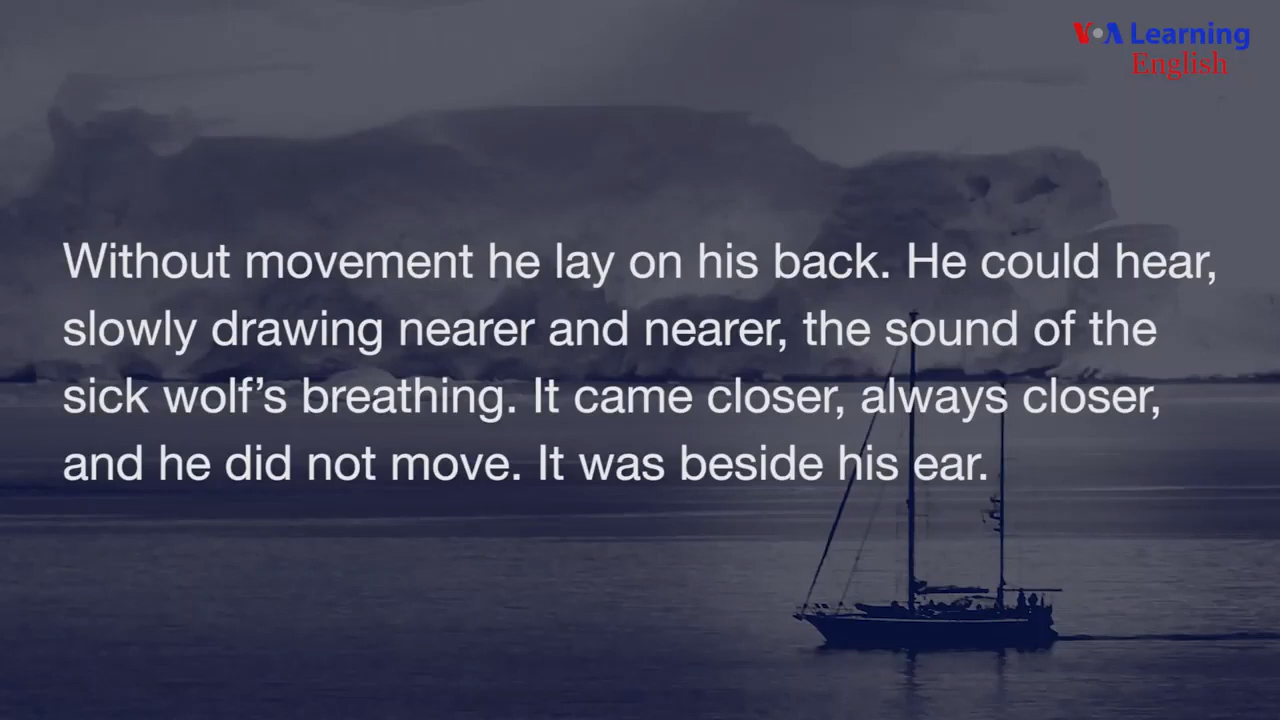 VOA Learning
English
Without movement he lay on his back. He could hear,
slowly drawing nearer and nearer, the sound of the
sick wolf’s breathing. It came closer, always closer,
and he did not move. It was beside his ear.